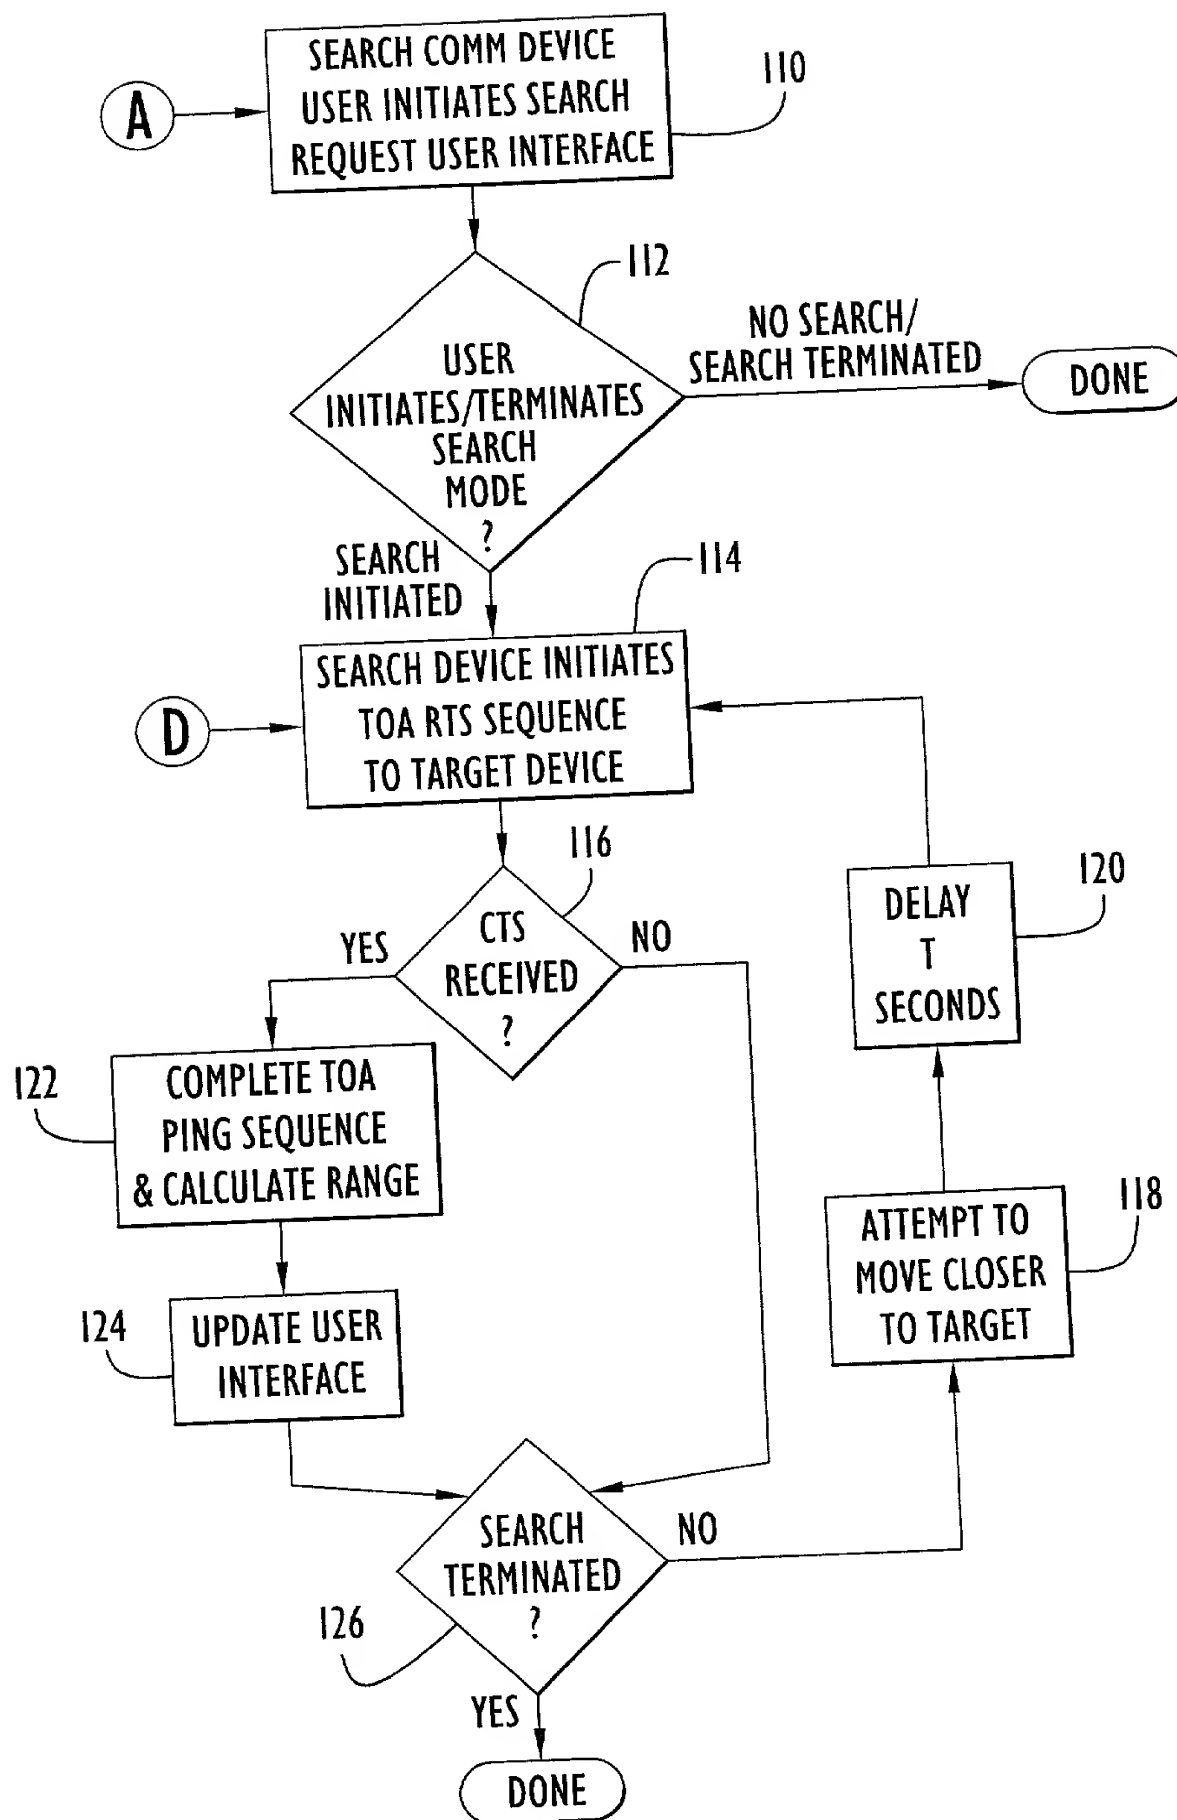 SEARCH COMM DEVICE
USER INITIATES SEARCH
REQUEST USER INTERFACE
110
A
112
USER
INITIATES/TERMINATES
SEARCH
MODE
?
NO SEARCH/
SEARCH TERMINATED
DONE
SEARCH
INITIATED
114
SEARCH DEVICE INITIATES
TOA RTS SEQUENCE
TO TARGET DEVICE
D
116
CTS
RECEIVED
?
YES
NO
120
DELAY
T
SECONDS
122
COMPLETE TOA
PING SEQUENCE
& CALCULATE RANGE
118
ATTEMPT TO
MOVE CLOSER
TO TARGET
124
UPDATE USER
INTERFACE
SEARCH
TERMINATED
?
NO
126
YES
DONE